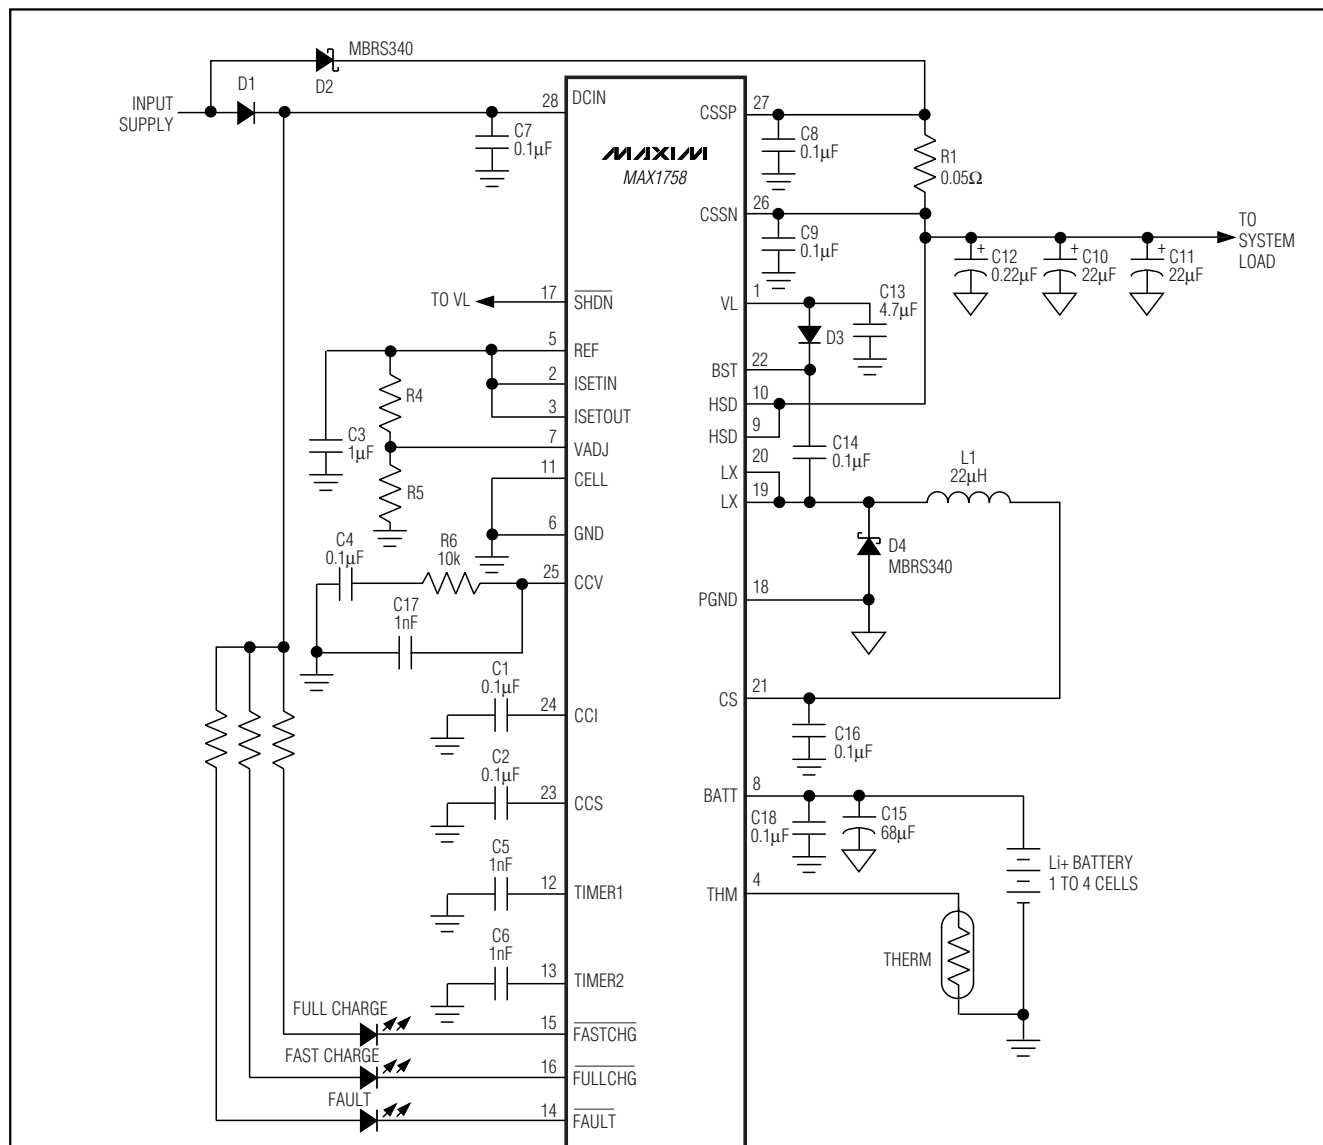 MBRS340
D1
D2
INPUT
SUPPLY
28
DCIN
C7
0.1µF
MAXIM
MAX1758
CSSP
27
C8
0.1µF
R1
0.05Ω
CSSN
26
C9
0.1µF
TO
SYSTEM
LOAD
+
C12
0.22µF
+
C10
22µF
+
C11
22µF
TO VL
17
SHDN
VL
1
C13
4.7µF
D3
5
REF
2
ISETIN
3
ISETOUT
R4
C3
1µF
7
VADJ
R5
11
CELL
6
GND
BST
22
HSD
10
HSD
9
C14
0.1µF
LX
20
LX
19
L1
22µH
D4
MBRS340
PGND
18
C4
0.1µF
R6
10k
25
CCV
C17
1nF
C1
0.1µF
24
CCI
CS
21
C16
0.1µF
C2
0.1µF
23
CCS
BATT
8
C18
0.1µF
C15
68µF
Li+ BATTERY
1 TO 4 CELLS
C5
1nF
12
TIMER1
THM
4
THERM
C6
1nF
13
TIMER2
FULL CHARGE
15
FASTCHG
FAST CHARGE
16
FULLCHG
FAULT
14
FAULT